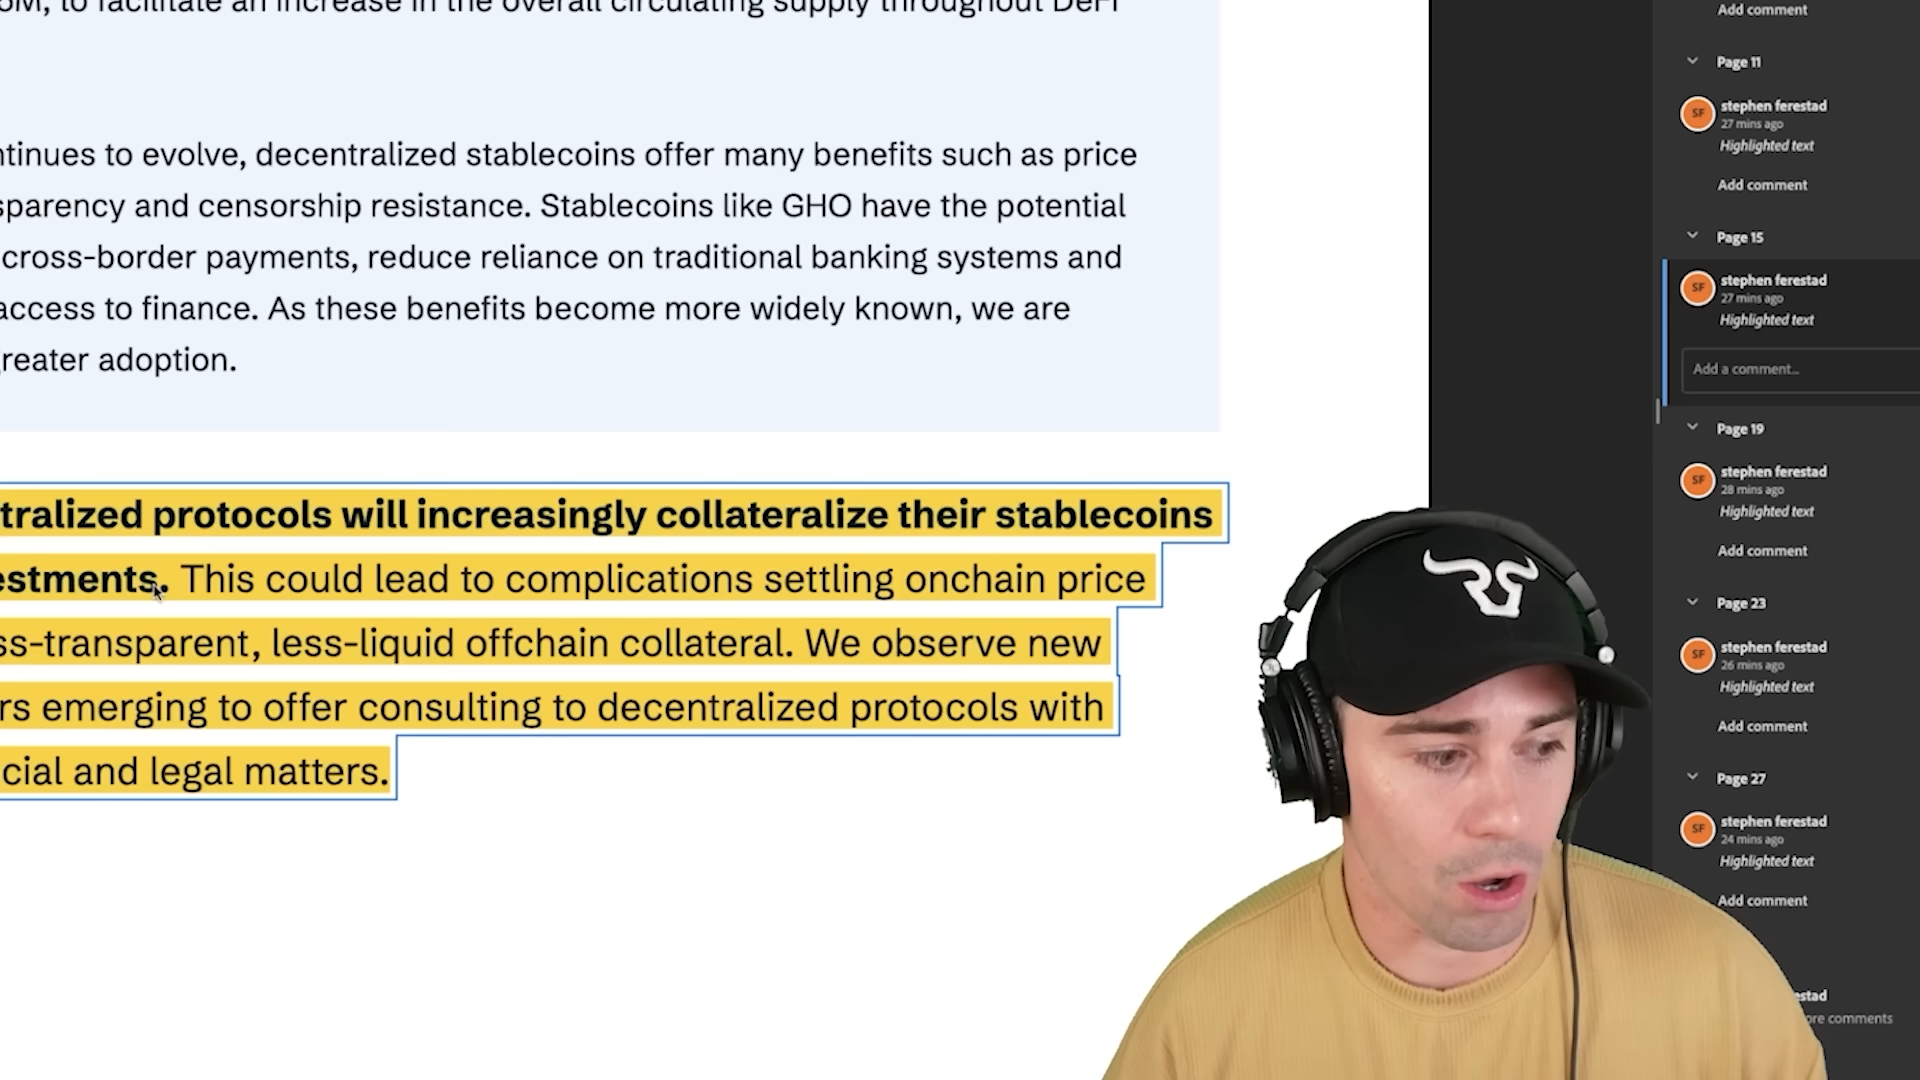 to facilitate an increase in the overall circulating supply throughout DeFi
tinues to evolve, decentralized stablecoins offer many benefits such as price
sparency and censorship resistance. Stablecoins like GHO have the potential
cross-border payments, reduce reliance on traditional banking systems and
access to finance. As these benefits become more widely known, we are
reater adoption.
tralized protocols will increasingly collateralize their stablecoins
estments. This could lead to complications settling onchain price
ss-transparent, less-liquid offchain collateral. We observe new
rs emerging to offer consulting to decentralized protocols with
cial and legal matters.
Add comment
Page 11
SF
stephen ferestad
27 mins ago
Highlighted text
Add comment
Page 15
SF
stephen ferestad
27 mins ago
Highlighted text
Add a comment...
Page 19
SF
stephen ferestad
28 mins ago
Highlighted text
Add comment
Page 23
SF
stephen ferestad
26 mins ago
Highlighted text
Add comment
Page 27
SF
stephen ferestad
24 mins ago
Highlighted text
Add comment
estad
ore comments